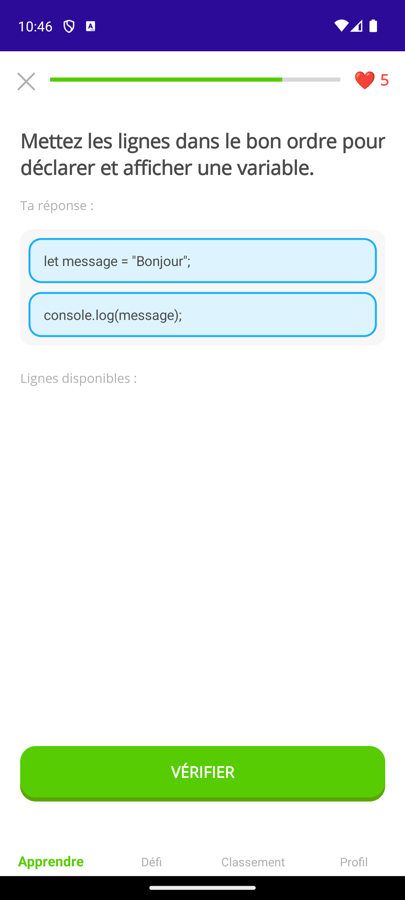 10:46
5
Mettez les lignes dans le bon ordre pour
déclarer et afficher une variable.
Ta réponse :
let message = "Bonjour";
console.log(message);
Lignes disponibles :
VÉRIFIER
Apprendre Défi Classement Profil